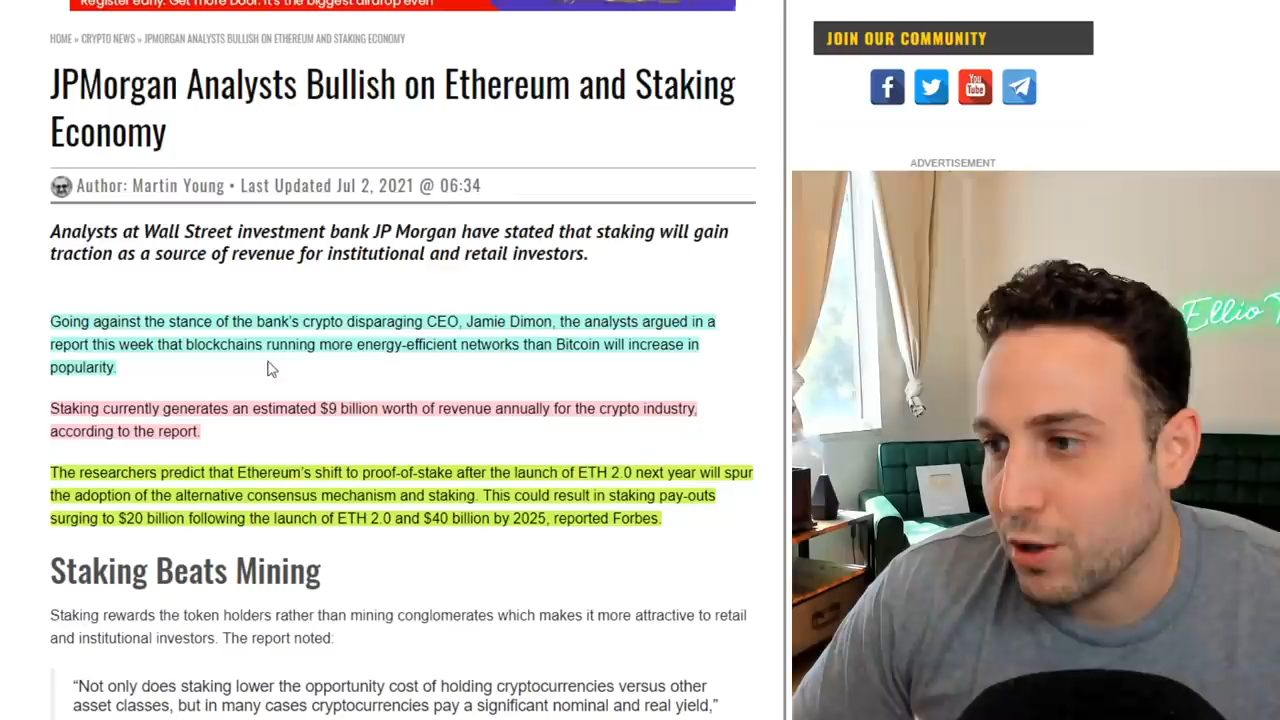 Register early. Get more Door. It's the biggest airdrop ever!
HOME » CRYPTO NEWS » JPMORGAN ANALYSTS BULLISH ON ETHEREUM AND STAKING ECONOMY
JPMorgan Analysts Bullish on Ethereum and Staking
Economy
Author: Martin Young • Last Updated Jul 2, 2021 @ 06:34
Analysts at Wall Street investment bank JP Morgan have stated that staking will gain
traction as a source of revenue for institutional and retail investors.
Going against the stance of the bank's crypto disparaging CEO, Jamie Dimon, the analysts argued in a
report this week that blockchains running more energy-efficient networks than Bitcoin will increase in
popularity.
Staking currently generates an estimated $9 billion worth of revenue annually for the crypto industry,
according to the report.
The researchers predict that Ethereum's shift to proof-of-stake after the launch of ETH 2.0 next year will spur
the adoption of the alternative consensus mechanism and staking. This could result in staking pay-outs
surging to $20 billion following the launch of ETH 2.0 and $40 billion by 2025, reported Forbes.
Staking Beats Mining
Staking rewards the token holders rather than mining conglomerates which makes it more attractive to retail
and institutional investors. The report noted:
“Not only does staking lower the opportunity cost of holding cryptocurrencies versus other
asset classes, but in many cases cryptocurrencies pay a significant nominal and real yield,”
JOIN OUR COMMUNITY
You
Tube
ADVERTISEMENT
Ellio T